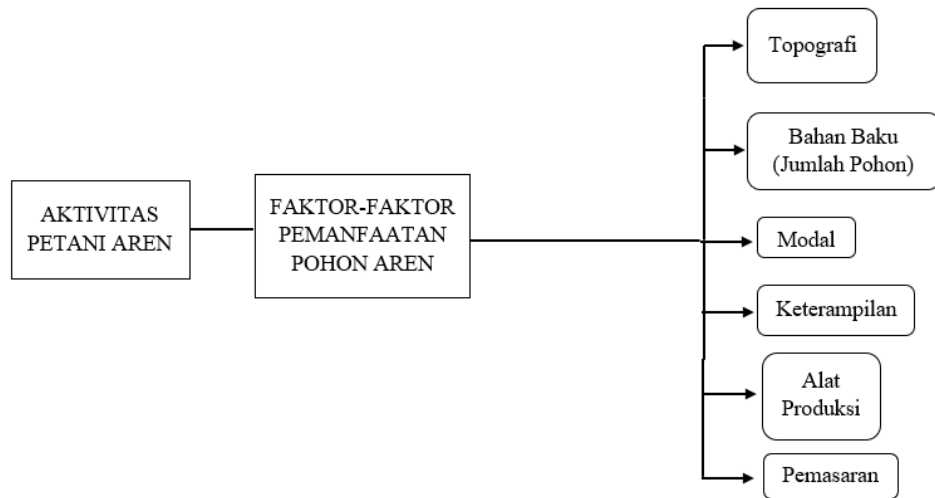 AKTIVITAS
PETANI AREN
FAKTOR-FAKTOR
PEMANFAATAN
POHON AREN
Topografi
Bahan Baku
(Jumlah Pohon)
Modal
Keterampilan
Alat
Produksi
Pemasaran